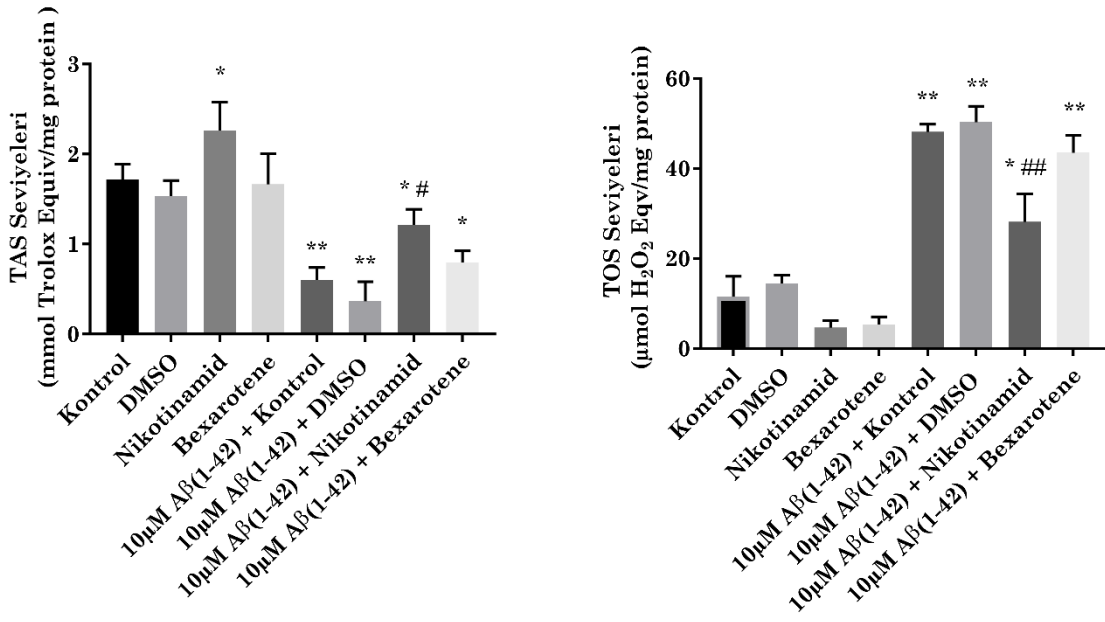 TAS Seviyeleri
(mmol Trolox Equiv/mg protein )
3
2
1
0
*
**
**
* #
*
Kontrol
DMSO
Nikotinamid
Bexarotene
10µM Aβ(1-42) + Kontrol
10µM Aβ(1-42) + DMSO
10µM Aβ(1-42) + Nikotinamid
10µM Aβ(1-42) + Bexarotene
TOS Seviyeleri
(µmol H₂O₂ Eqv/mg protein)
60
40
20
0
**
**
* ##
**
Kontrol
DMSO
Nikotinamid
Bexarotene
10µM Aβ(1-42) + Kontrol
10µM Aβ(1-42) + DMSO
10µM Aβ(1-42) + Nikotinamid
10µM Aβ(1-42) + Bexarotene